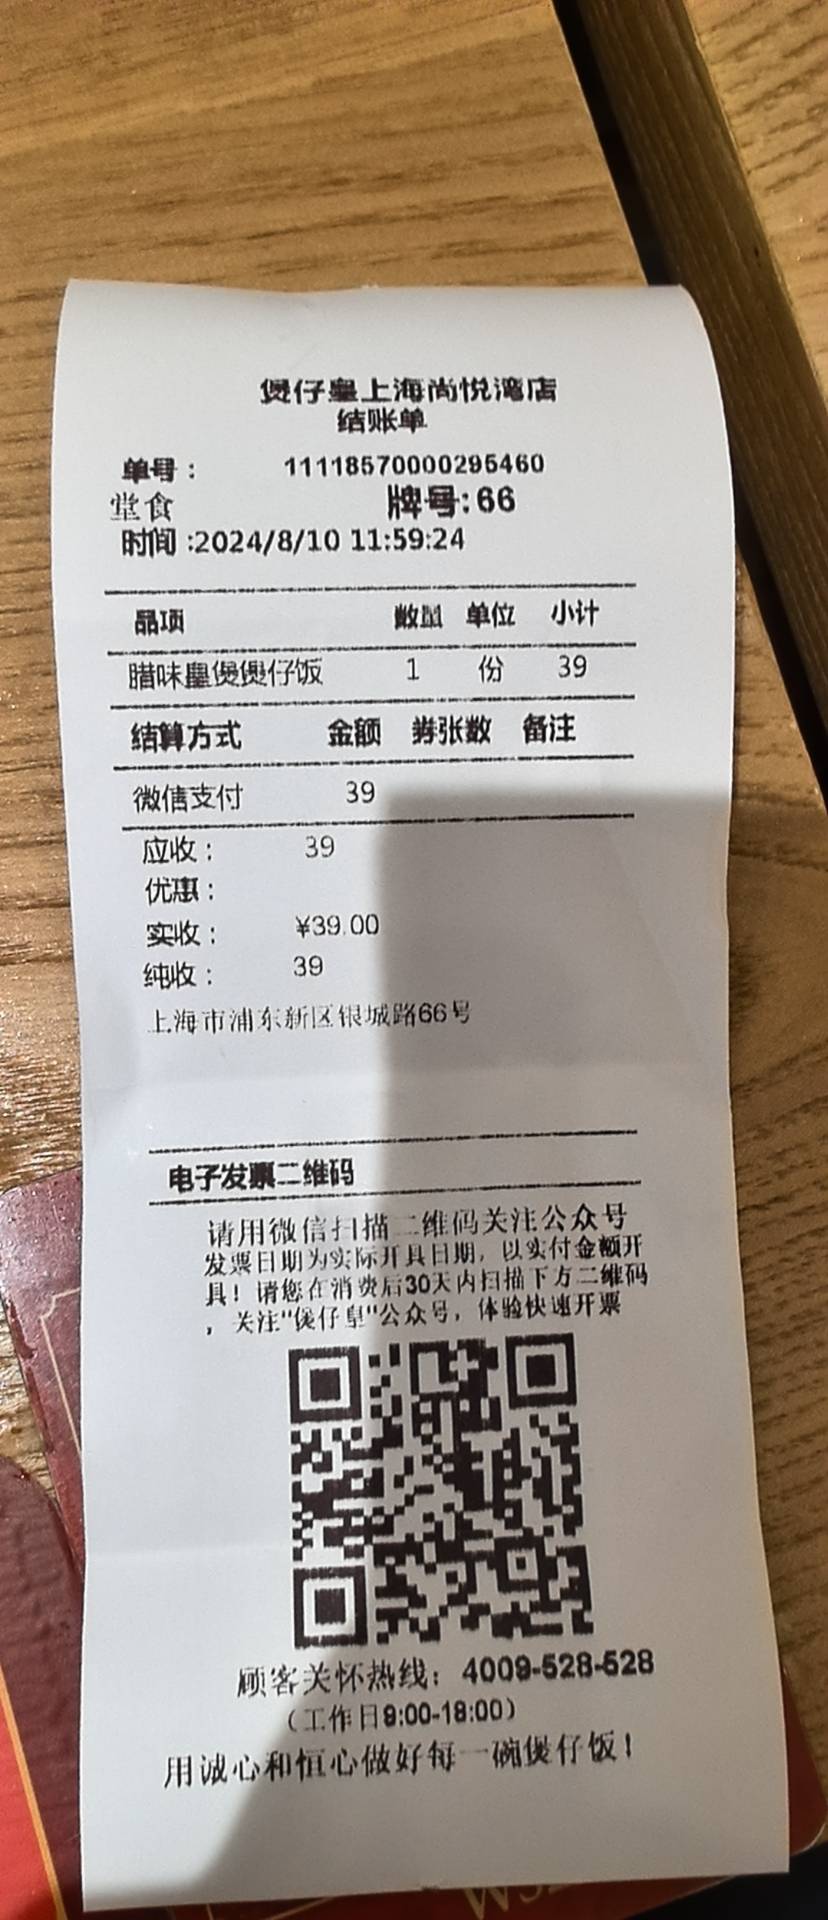 煲仔皇上海尚悦湾店
结账单
单号： 11118570000295460
堂食 牌号:66
时间:2024/8/10 11:59:24
品项 数量 单位 小计
腊味皇煲煲仔饭 1 份 39
结算方式 金额 券张数 备注
微信支付 39
应收： 39
优惠：
实收： ¥39.00
纯收： 39
上海市浦东新区银城路66号
电子发票二维码
请用微信扫描二维码关注公众号
发票日期为实际开具日期，以实付金额开
具！请您在消费后30天内扫描下方二维码
，关注"煲仔皇"公众号，体验快速开票
顾客关怀热线：4009-528-528
（工作日9:00-18:00）
用诚心和恒心做好每一碗煲仔饭！